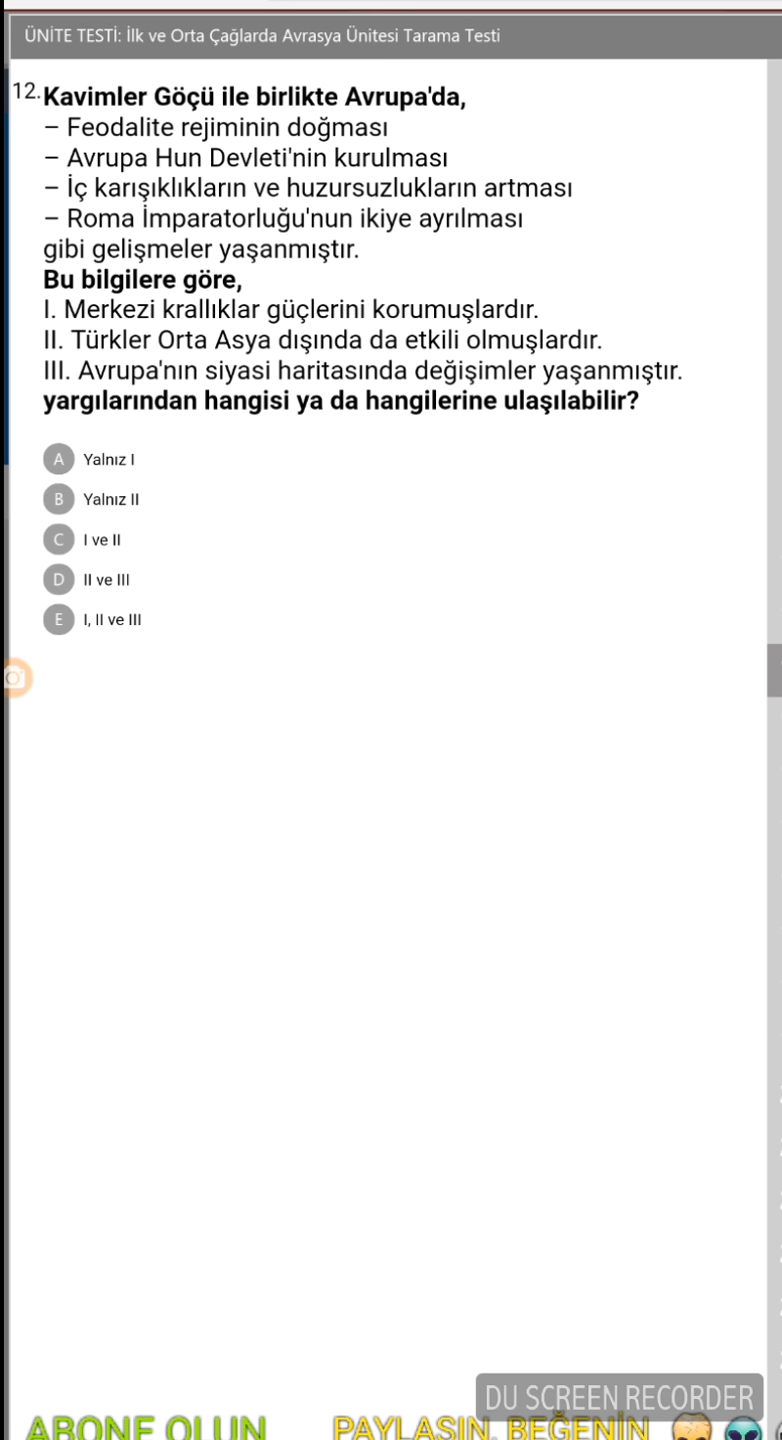 ÜNİTE TESTİ: İlk ve Orta Çağlarda Avrasya Ünitesi Tarama Testi
12. Kavimler Göçü ile birlikte Avrupa'da,
– Feodalite rejiminin doğması
– Avrupa Hun Devleti'nin kurulması
– İç karışıklıkların ve huzursuzlukların artması
– Roma İmparatorluğu'nun ikiye ayrılması
gibi gelişmeler yaşanmıştır.
Bu bilgilere göre,
I. Merkezi krallıklar güçlerini korumuşlardır.
II. Türkler Orta Asya dışında da etkili olmuşlardır.
III. Avrupa'nın siyasi haritasında değişimler yaşanmıştır.
yargılarından hangisi ya da hangilerine ulaşılabilir?
A Yalnız I
B Yalnız II
C I ve II
D II ve III
E I, II ve III
DU SCREEN RECORDER
ABONE OLUN PAYLAŞIN, BEĞENİN